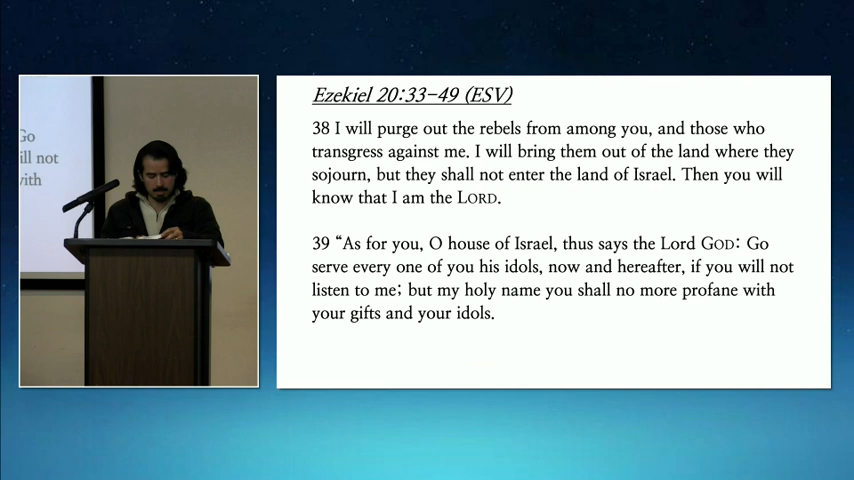 Go
ill not
with
Ezekiel 20:33-49 (ESV)
38 I will purge out the rebels from among you, and those who
transgress against me. I will bring them out of the land where they
sojourn, but they shall not enter the land of Israel. Then you will
know that I am the LORD.
39 “As for you, O house of Israel, thus says the Lord GOD: Go
serve every one of you his idols, now and hereafter, if you will not
listen to me; but my holy name you shall no more profane with
your gifts and your idols.